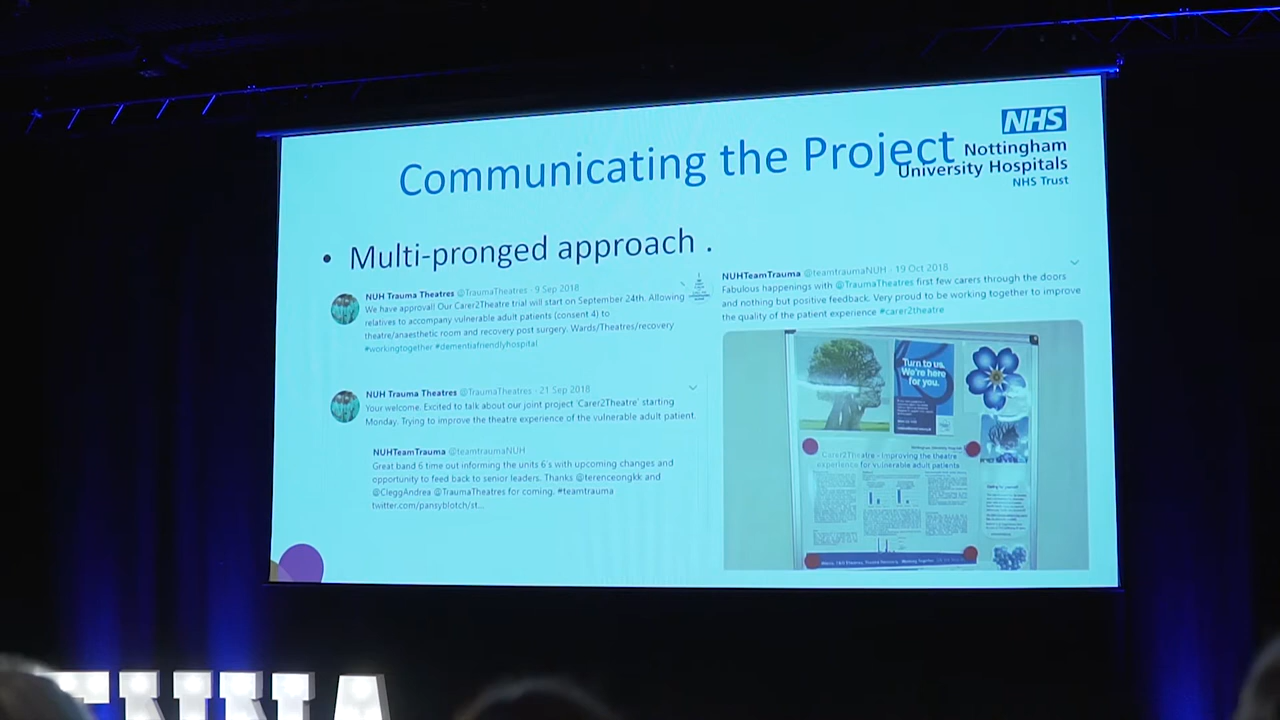 Communicating the Project
NHS
Nottingham
University Hospitals
NHS Trust
• Multi-pronged approach .
NUH Trauma Theatres @TraumaTheatres · 9 Sep 2018
We have approval! Our Carer2Theatre trial will start on September 24th. Allowing
relatives to accompany vulnerable adult patients (consent 4) to
theatre/anaesthetic room and recovery post surgery. Wards/Theatres/recovery
#workingtogether #dementiafriendlyhospital
NUH Trauma Theatres @TraumaTheatres · 21 Sep 2018
Your welcome. Excited to talk about our joint project 'Carer2Theatre' starting
Monday. Trying to improve the theatre experience of the vulnerable adult patient.
NUHTeamTrauma @teamtraumaNUH
Great band 6 time out informing the units 6's with upcoming changes and
opportunity to feed back to senior leaders. Thanks @terenceongkk and
@CleggAndrea @TraumaTheatres for coming. #teamtrauma
twitter.com/pansyblotch/st...
NUHTeamTrauma @teamtraumaNUH · 19 Oct 2018
Fabulous happenings with @TraumaTheatres first few carers through the doors
and nothing but positive feedback. Very proud to be working together to improve
the quality of the patient experience #carer2theatre
Turn to us.
We're here
for you.
Carer2Theatre - Improving the theatre
experience for vulnerable adult patients
ENNA